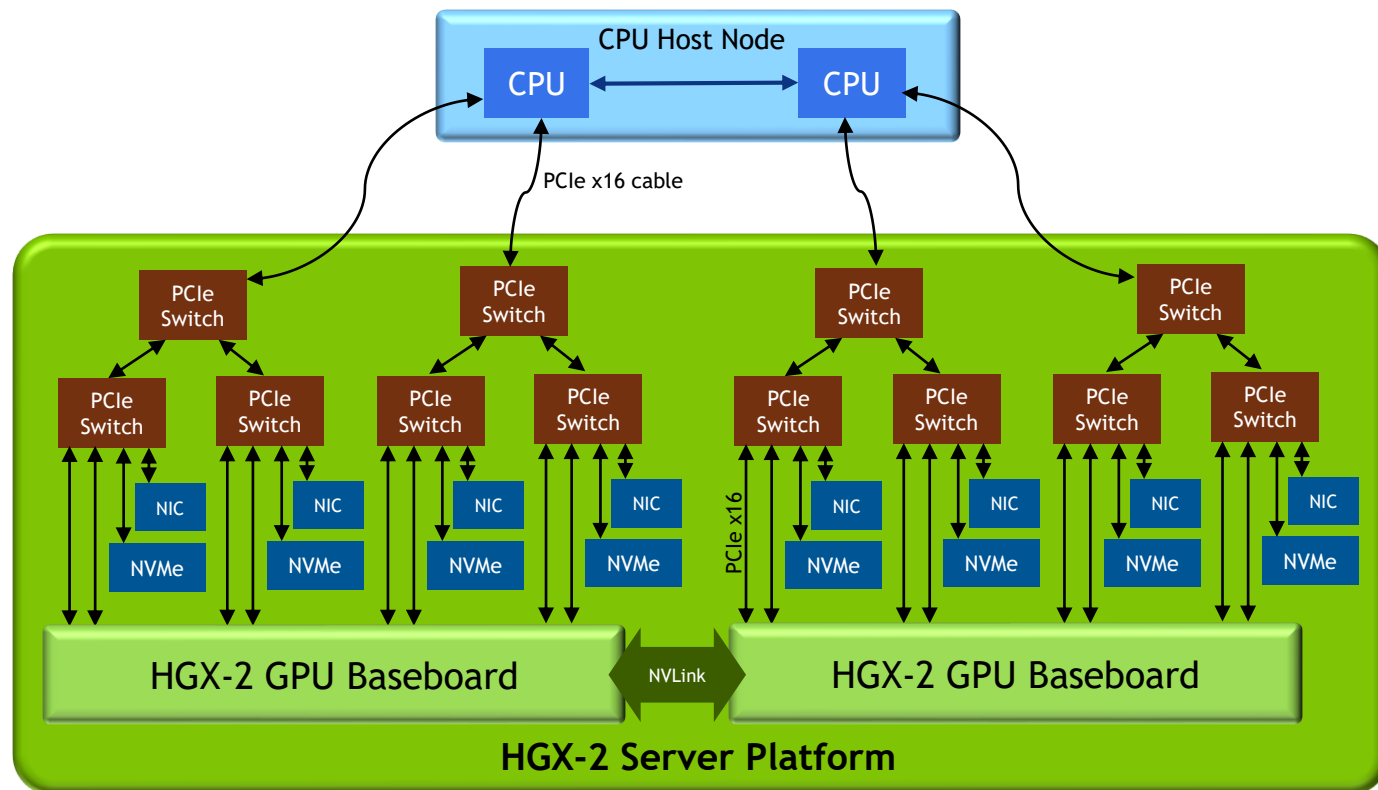 CPU Host Node
CPU
CPU
PCIe x16 cable
PCIe
Switch
PCIe
Switch
PCIe
Switch
PCIe
Switch
PCIe
Switch
PCIe
Switch
PCIe
Switch
PCIe
Switch
PCIe
Switch
PCIe
Switch
PCIe
Switch
PCIe
Switch
NIC
NIC
NIC
NIC
NIC
NIC
NIC
NIC
PCIe x16
NVMe
NVMe
NVMe
NVMe
NVMe
NVMe
NVMe
NVMe
HGX-2 GPU Baseboard
NVLink
HGX-2 GPU Baseboard
HGX-2 Server Platform